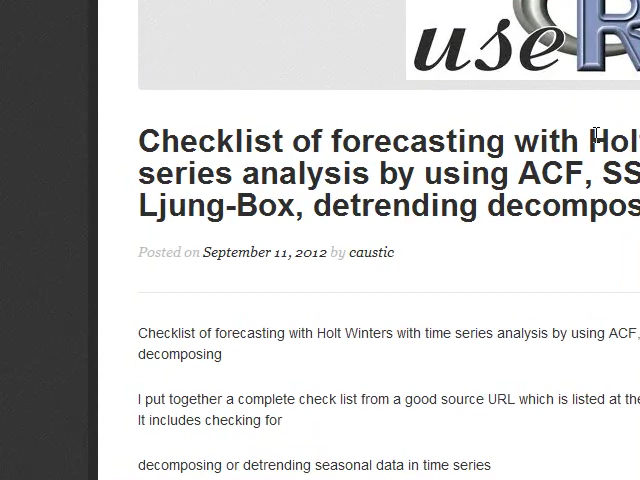 use R
Checklist of forecasting with Hol
series analysis by using ACF, SS
Ljung-Box, detrending decompos
Posted on September 11, 2012 by caustic
Checklist of forecasting with Holt Winters with time series analysis by using ACF,
decomposing
I put together a complete check list from a good source URL which is listed at the
It includes checking for
decomposing or detrending seasonal data in time series